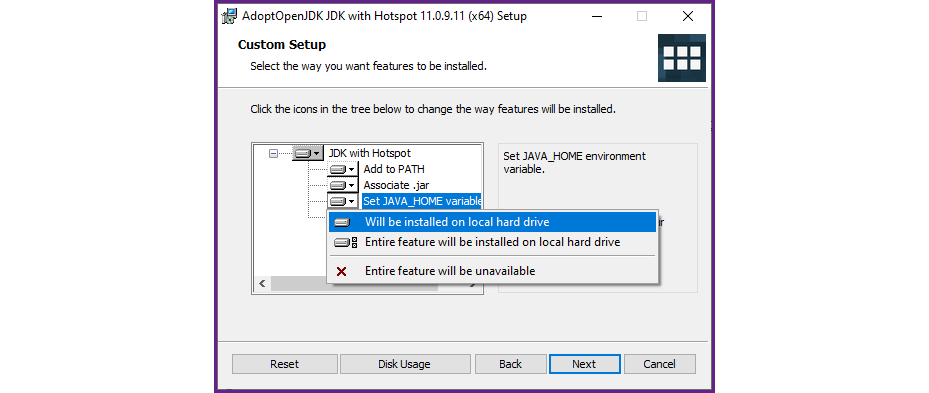 AdoptOpenJDK JDK with Hotspot 11.0.9.11 (x64) Setup
Custom Setup
Select the way you want features to be installed.
Click the icons in the tree below to change the way features will be installed.
JDK with Hotspot
Add to PATH
Associate .jar
Set JAVA_HOME variable
Will be installed on local hard drive
Entire feature will be installed on local hard drive
Entire feature will be unavailable
Set JAVA_HOME environment
variable.
Reset
Disk Usage
Back
Next
Cancel